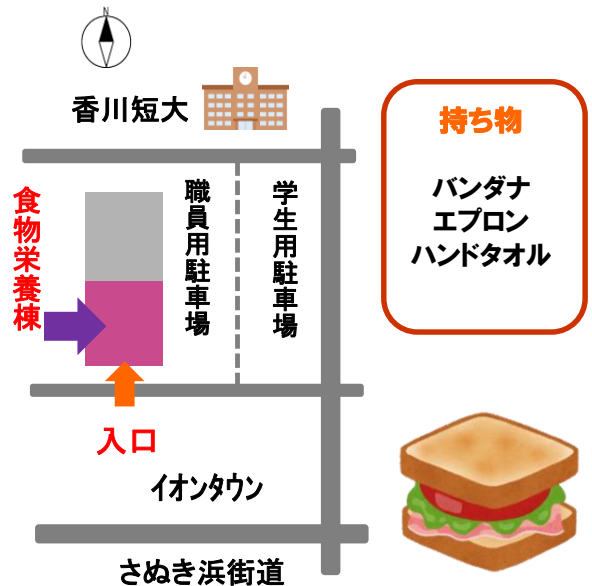 N
香川短大
持ち物
バンダナ
エプロン
ハンドタオル
食物栄養棟
職員用駐車場
学生用駐車場
入口
イオンタウン
さぬき浜街道